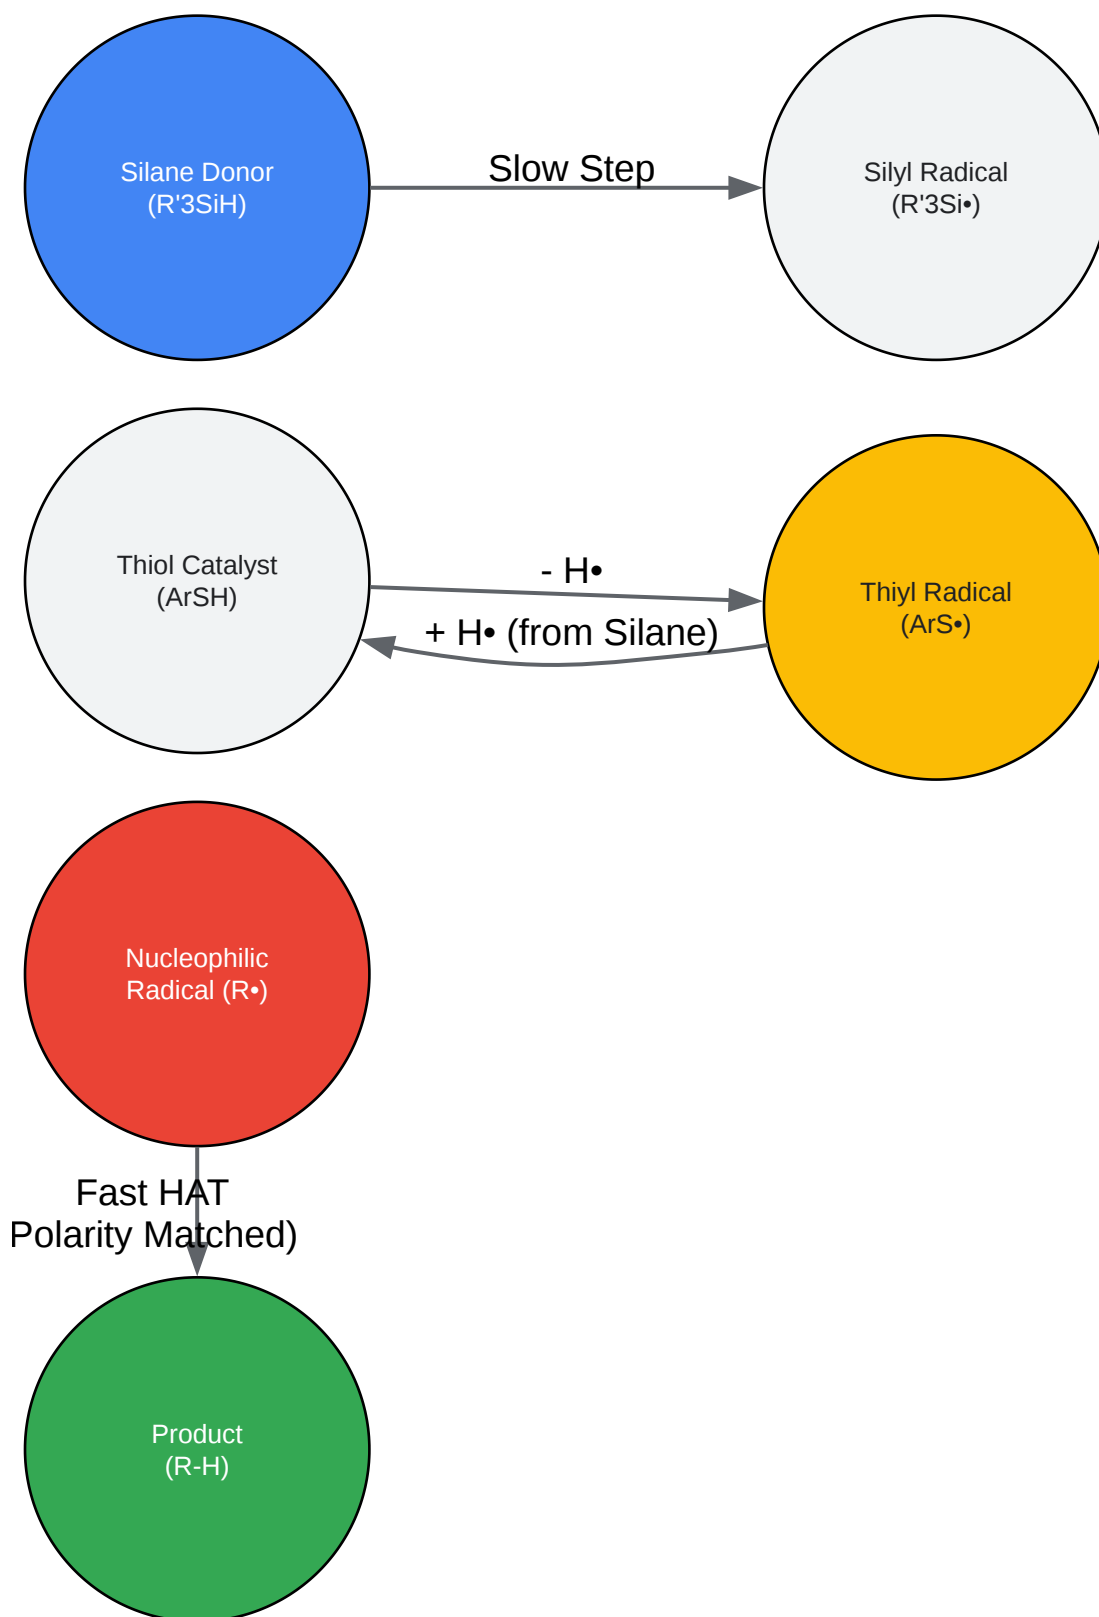 Silane Donor
(R'3SiH)
Slow Step
Silyl Radical
(R'3Si•)
Thiol Catalyst
(ArSH)
- H•
+ H• (from Silane)
Thiyl Radical
(ArS•)
Nucleophilic
Radical (R•)
Fast HAT
Polarity Matched)
Product
(R-H)